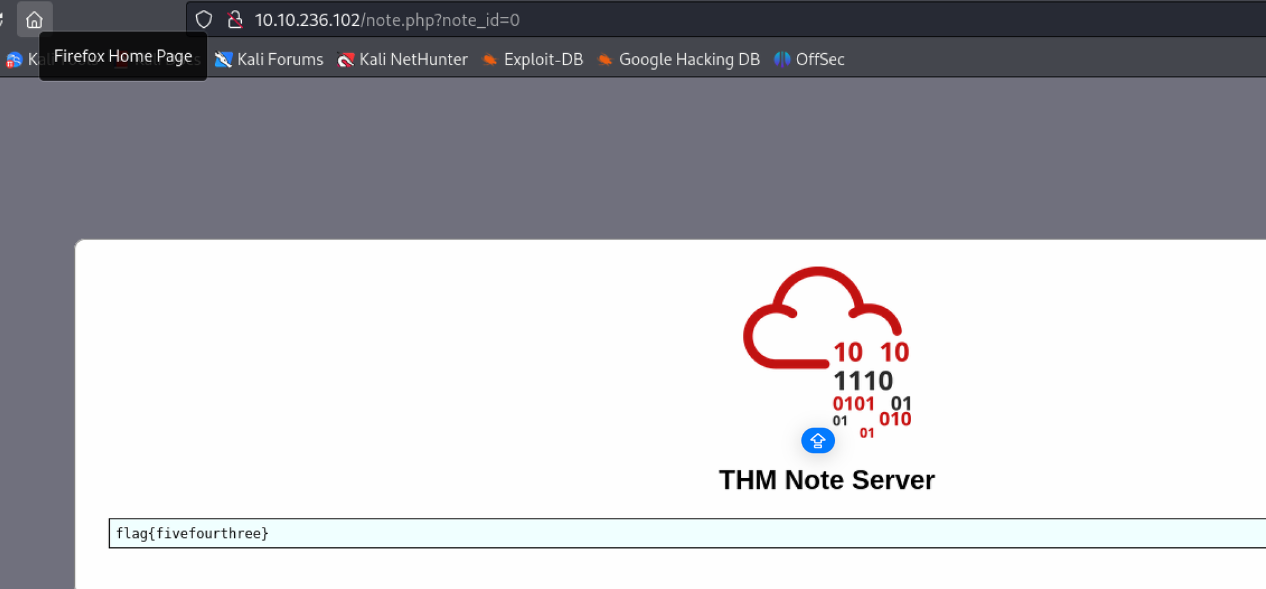 10.10.236.102/note.php?note_id=0
Firefox Home Page
Kali Forums
Kali NetHunter
Exploit-DB
Google Hacking DB
OffSec
10 10
1110
0101 01
01 010
01
THM Note Server
flag{fivefourthree}